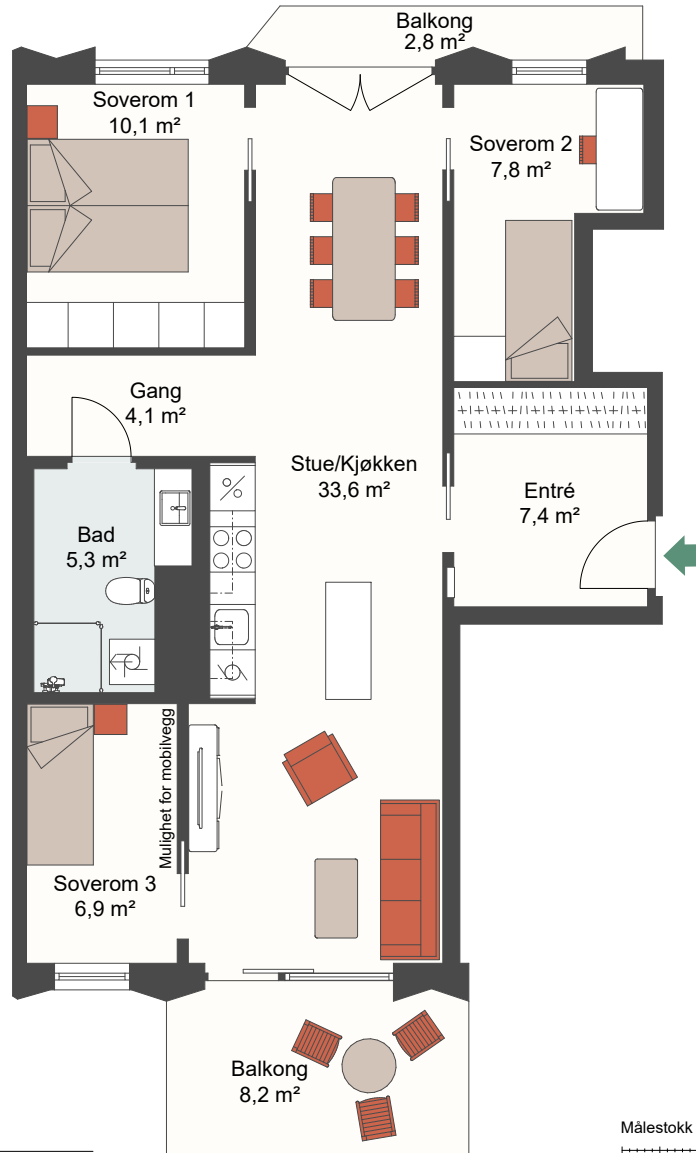 Balkong
2,8 m²
Soverom 1
10,1 m²
Soverom 2
7,8 m²
Gang
4,1 m²
Stue/Kjøkken
33,6 m²
Entré
7,4 m²
Bad
5,3 m²
Mulighet for mobilvegg
Soverom 3
6,9 m²
Balkong
8,2 m²
Målestokk